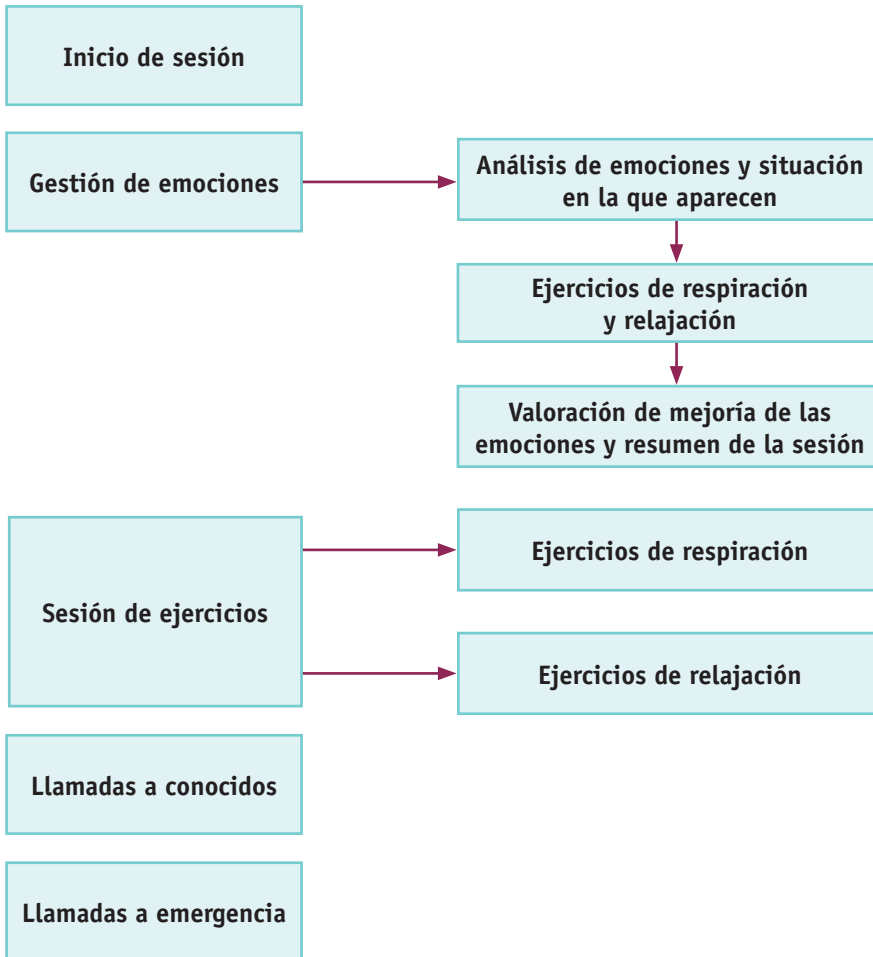 Inicio de sesión
Gestión de emociones
Análisis de emociones y situación
en la que aparecen
Ejercicios de respiración
y relajación
Valoración de mejoría de las
emociones y resumen de la sesión
Sesión de ejercicios
Ejercicios de respiración
Ejercicios de relajación
Llamadas a conocidos
Llamadas a emergencia